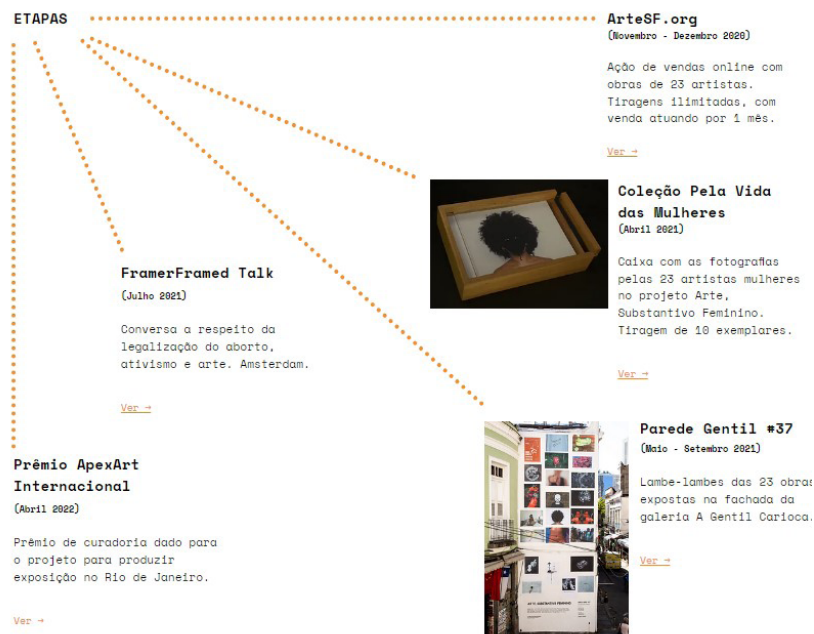 ETAPAS
ArteSF.org
(Novembro - Dezembro 2020)
Ação de vendas online com
obras de 23 artistas.
Tiragens ilimitadas, com
venda atuando por 1 mês.
Ver →
Coleção Pela Vida
das Mulheres
(Abril 2021)
Caixa com as fotografias
pelas 23 artistas mulheres
no projeto Arte,
Substantivo Feminino.
Tiragem de 10 exemplares.
Ver →
FramerFramed Talk
(Julho 2021)
Conversa a respeito da
legalização do aborto,
ativismo e arte. Amsterdam.
Ver →
Parede Gentil #37
(Maio - Setembro 2021)
Lambe-lambes das 23 obras
expostas na fachada da
galeria A Gentil Carioca.
Ver →
Prêmio ApexArt
Internacional
(Abril 2022)
Prêmio de curadoria dado para
o projeto para produzir
exposição no Rio de Janeiro.
Ver →